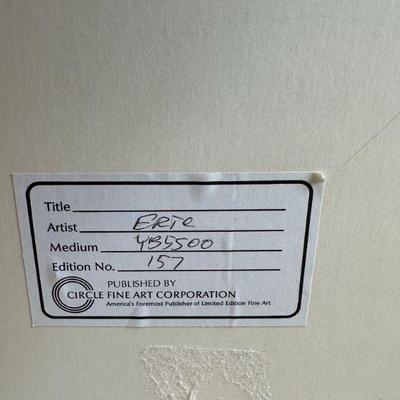 Title
Artist Erte
Medium YB5500
Edition No. 157
PUBLISHED BY
CIRCLE FINE ART CORPORATION
America's Foremost Publisher of Limited Edition Fine Art